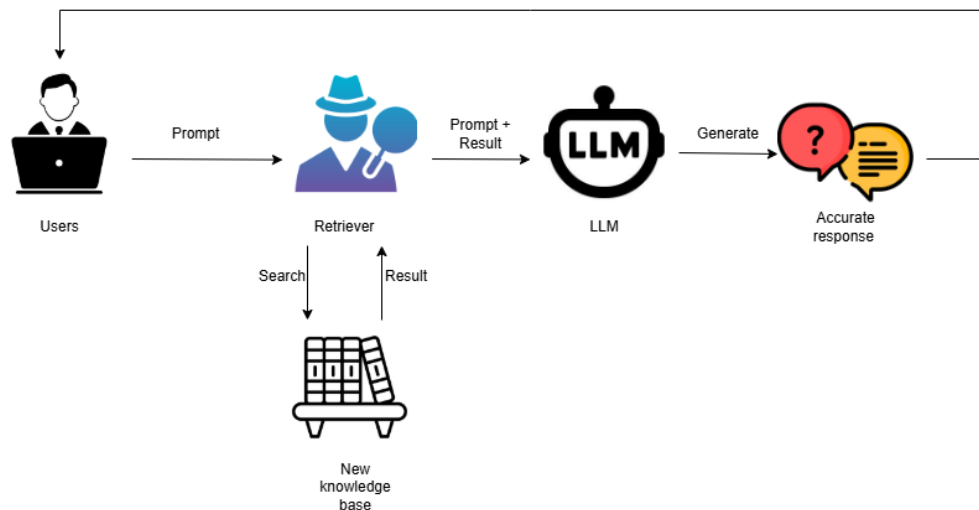 Prompt
Prompt +
Result
LLM
Generate
?
Users
Retriever
LLM
Accurate
response
Search
Result
New
knowledge
base